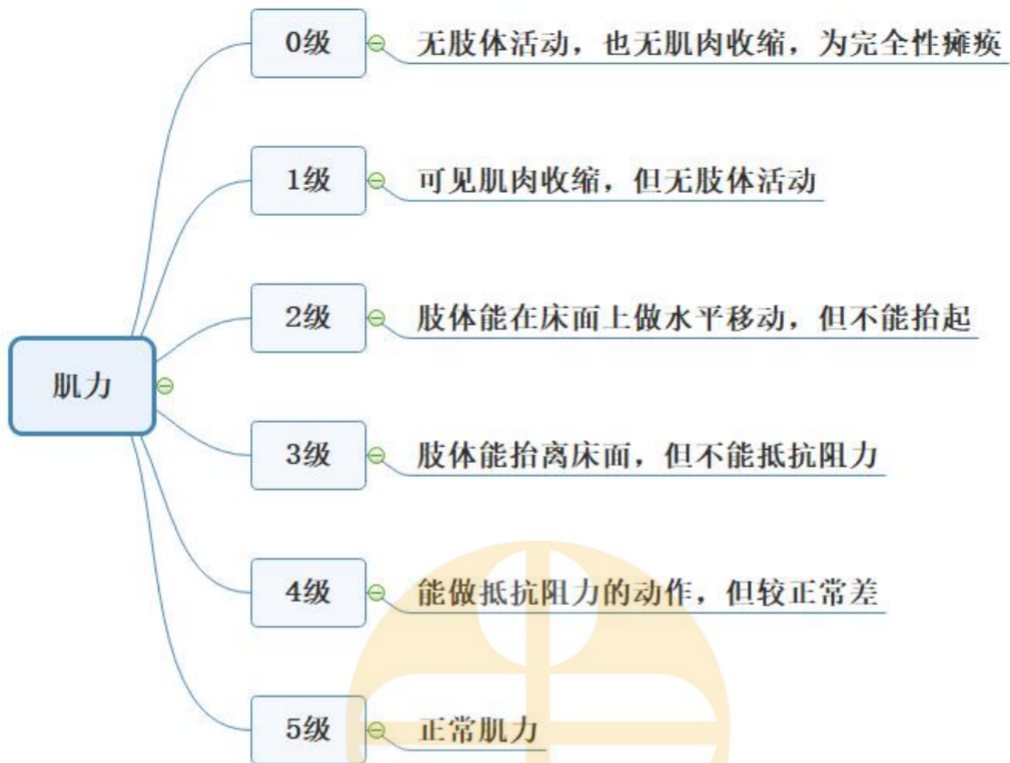 肌力
0级
无肢体活动，也无肌肉收缩，为完全性瘫痪
1级
可见肌肉收缩，但无肢体活动
2级
肢体能在床面上做水平移动，但不能抬起
3级
肢体能抬离床面，但不能抵抗阻力
4级
能做抵抗阻力的动作，但较正常差
5级
正常肌力